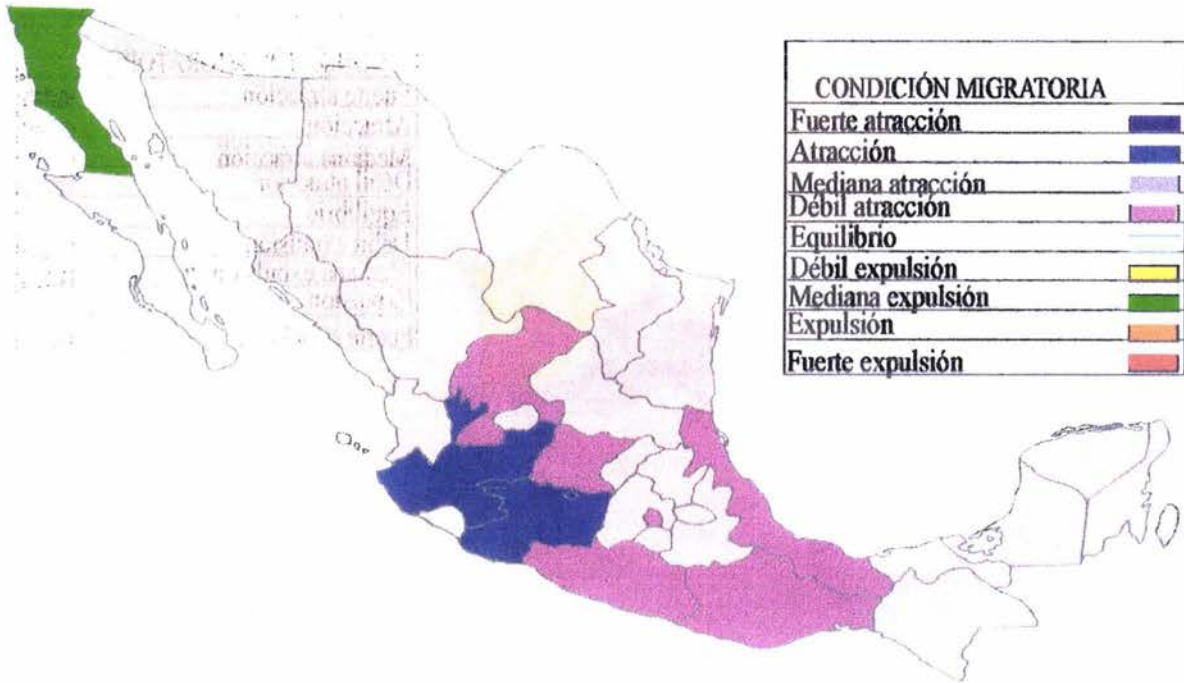 CONDICIÓN MIGRATORIA
Fuerte atracción
Atracción
Mediana atracción
Débil atracción
Equilibrio
Débil expulsión
Mediana expulsión
Expulsión
Fuerte expulsión